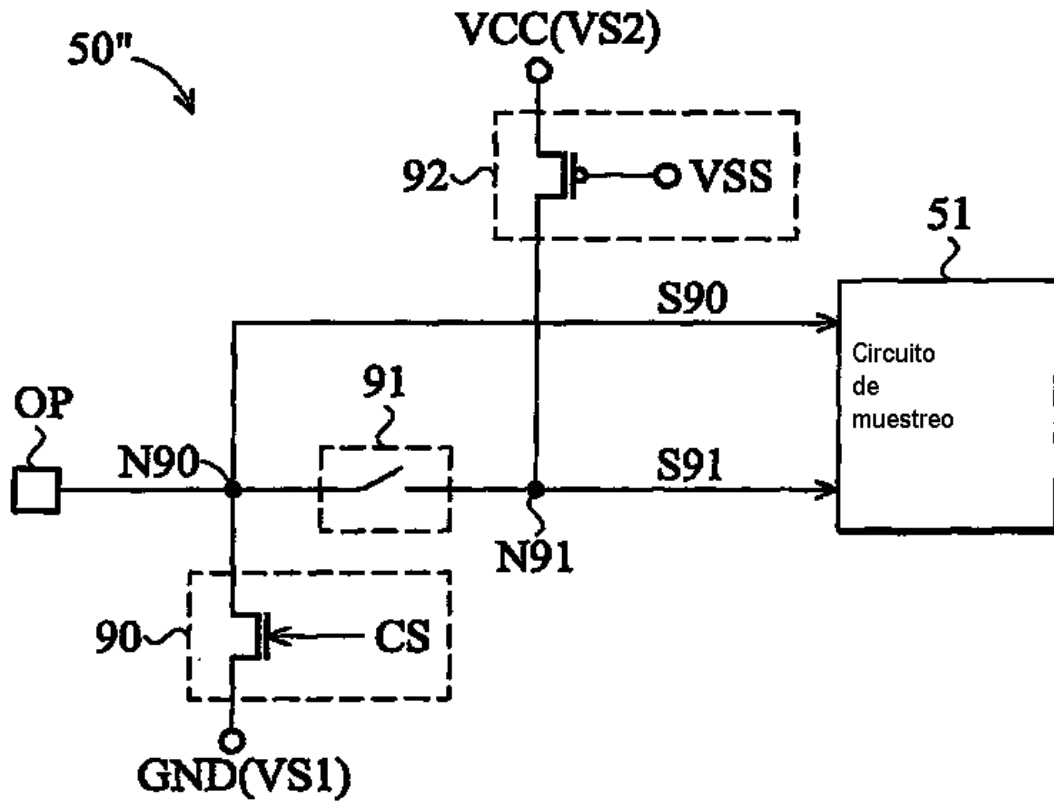 VCC(VS2)
50"
92
VSS
51
S90
Circuito
de
muestreo
91
OP
N90
S91
N91
90
CS
GND(VS1)